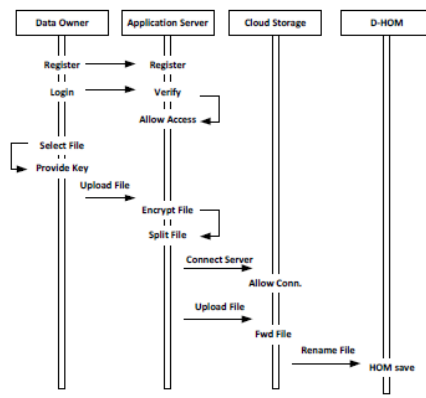 Data Owner Application Server Cloud Storage D-HOM
Register Register
Login Verify
Allow Access
Select File
Provide Key
Upload File
Encrypt File
Split File
Connect Server
Allow Conn.
Upload File
Fwd File
Rename File
HOM save